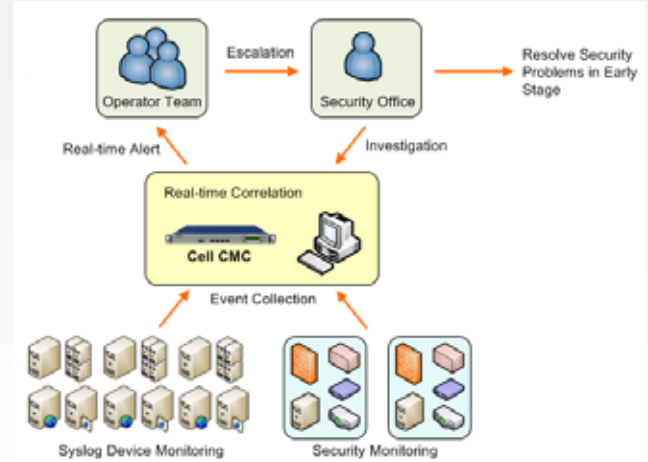 Escalation
Operator Team
Security Office
Resolve Security
Problems in Early
Stage
Real-time Alert
Investigation
Real-time Correlation
Cell CMC
Event Collection
Syslog Device Monitoring
Security Monitoring